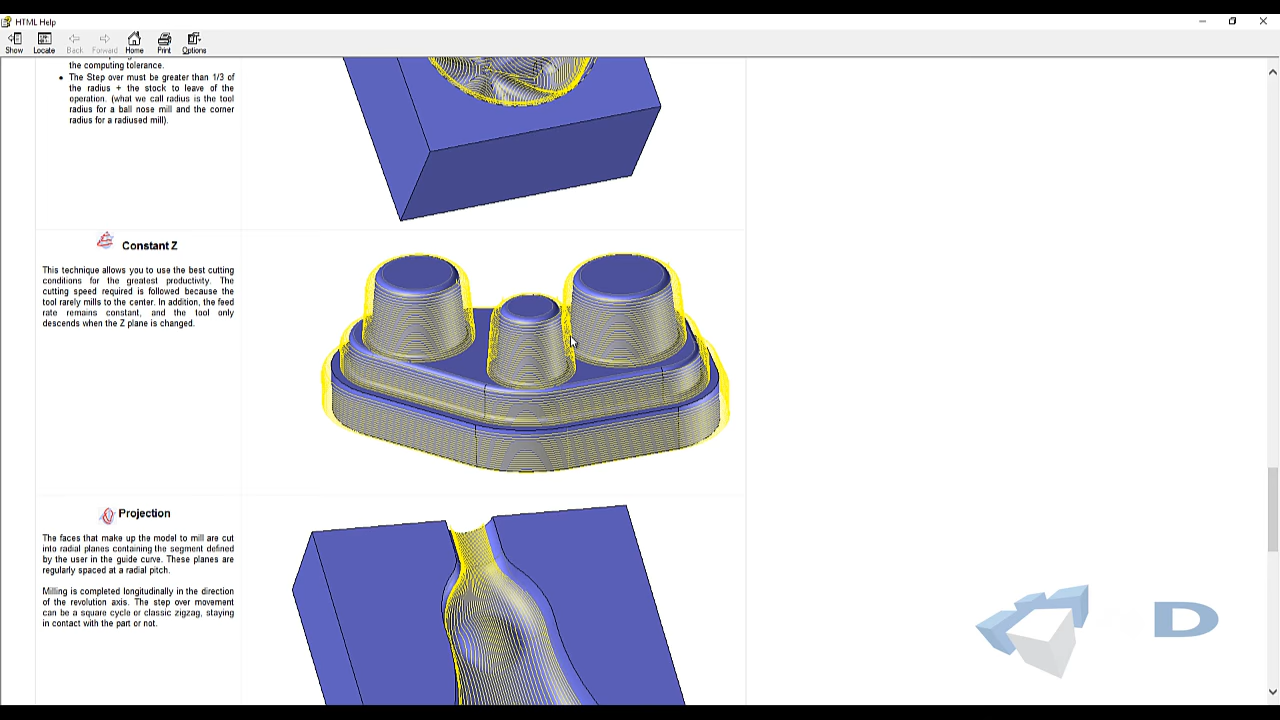 HTML Help
Show Locate Back Forward Home Print Options
the computing tolerance.
• The Step over must be greater than 1/3 of
the radius + the stock to leave of the
operation. (what we call radius is the tool
radius for a ball nose mill and the corner
radius for a radiused mill).
Constant Z
This technique allows you to use the best cutting
conditions for the greatest productivity. The
cutting speed required is followed because the
tool rarely mills to the center. In addition, the feed
rate remains constant, and the tool only
descends when the Z plane is changed.
Projection
The faces that make up the model to mill are cut
into radial planes containing the segment defined
by the user in the guide curve. These planes are
regularly spaced at a radial pitch.
Milling is completed longitudinally in the direction
of the revolution axis. The step over movement
can be a square cycle or classic zigzag, staying
in contact with the part or not.
D